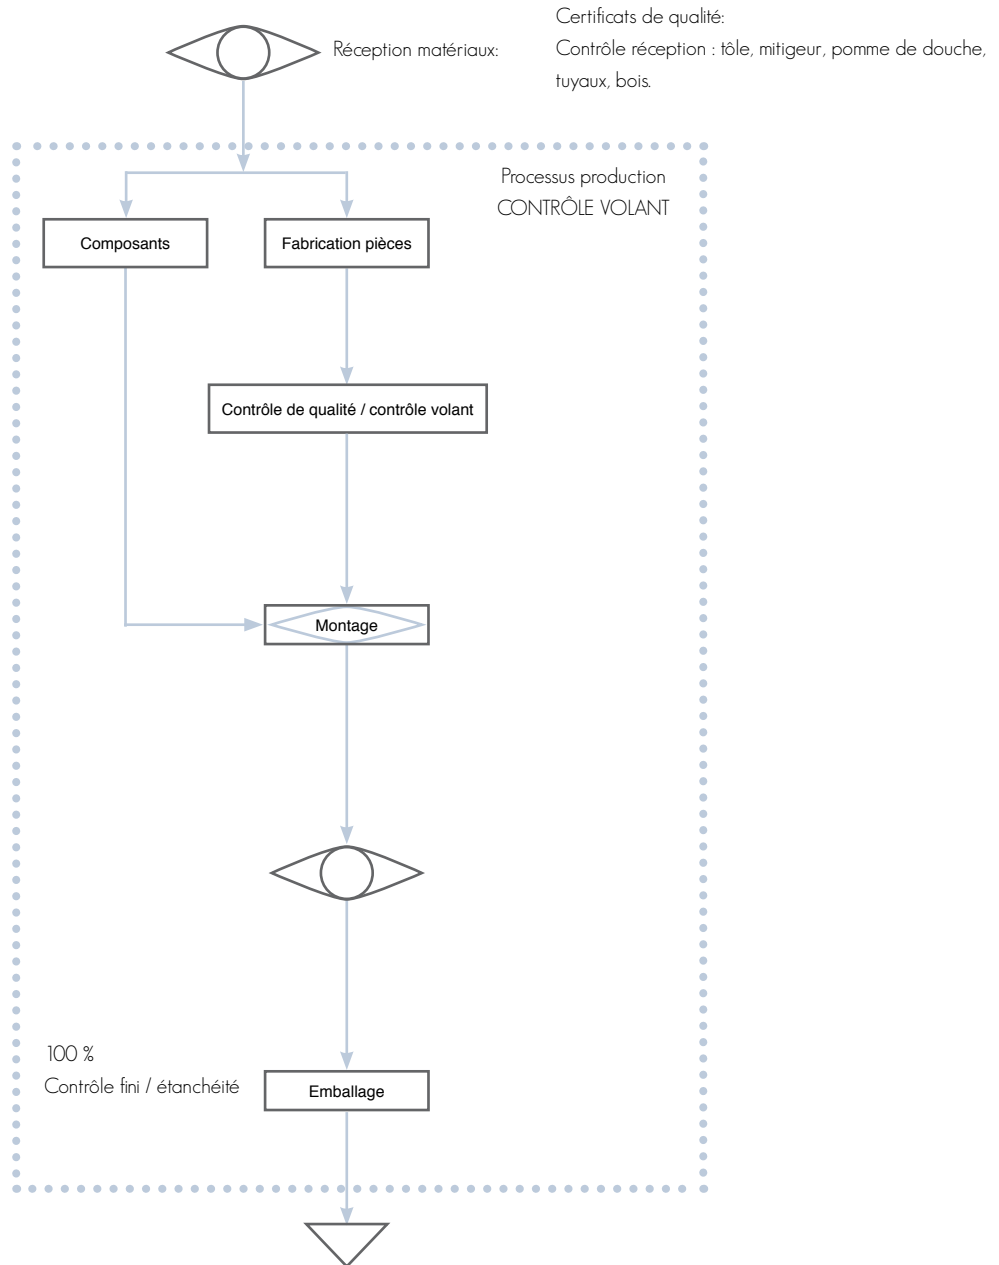 Certificats de qualité:
Réception matériaux:
Contrôle réception : tôle, mitigeur, pomme de douche,
tuyaux, bois.
Processus production
CONTRÔLE VOLANT
Composants
Fabrication pièces
Contrôle de qualité / contrôle volant
Montage
100 %
Contrôle fini / étanchéité
Emballage